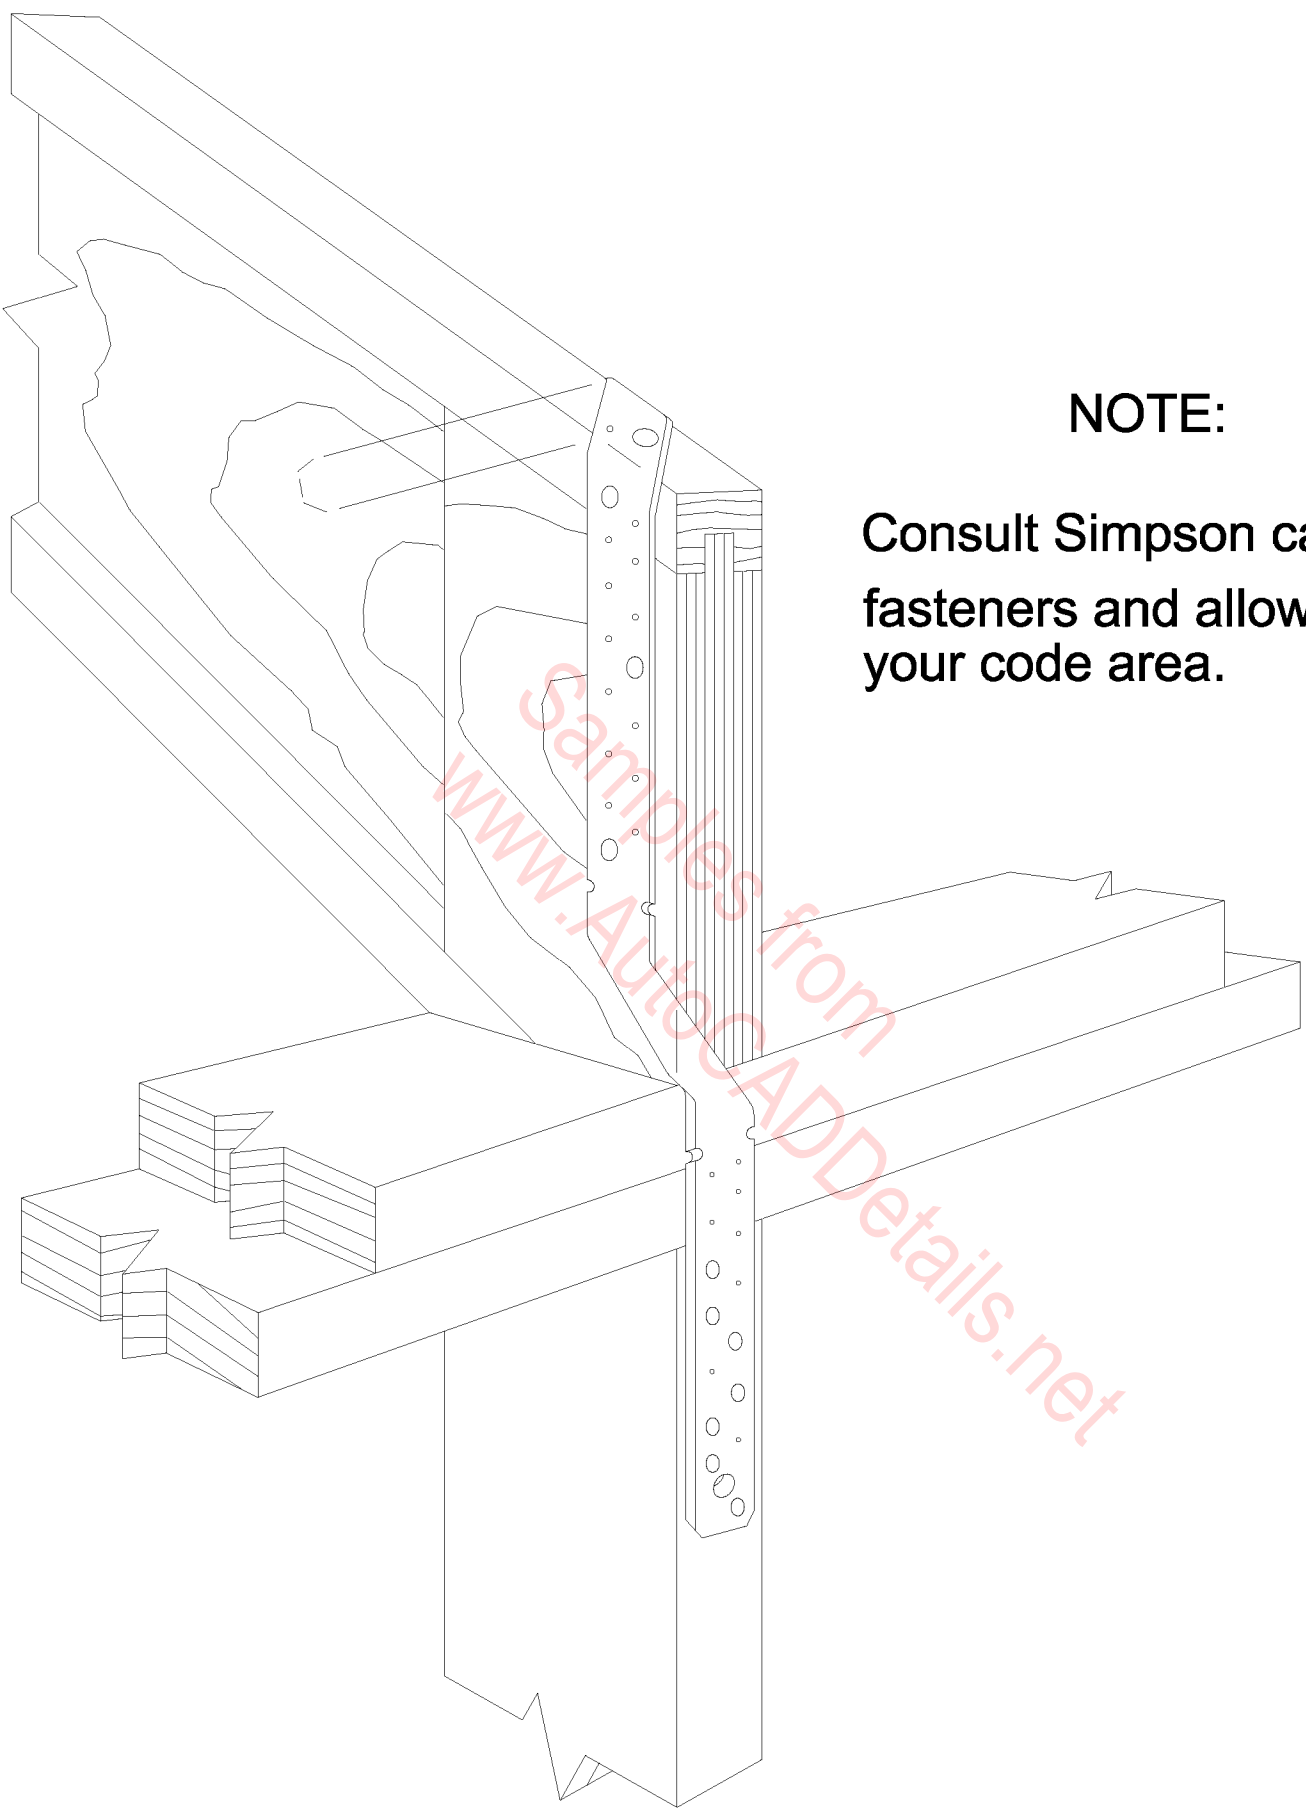 NOTE:
Consult Simpson ca
fasteners and allow
your code area.
Samples from
www.AutoCADDetails.net